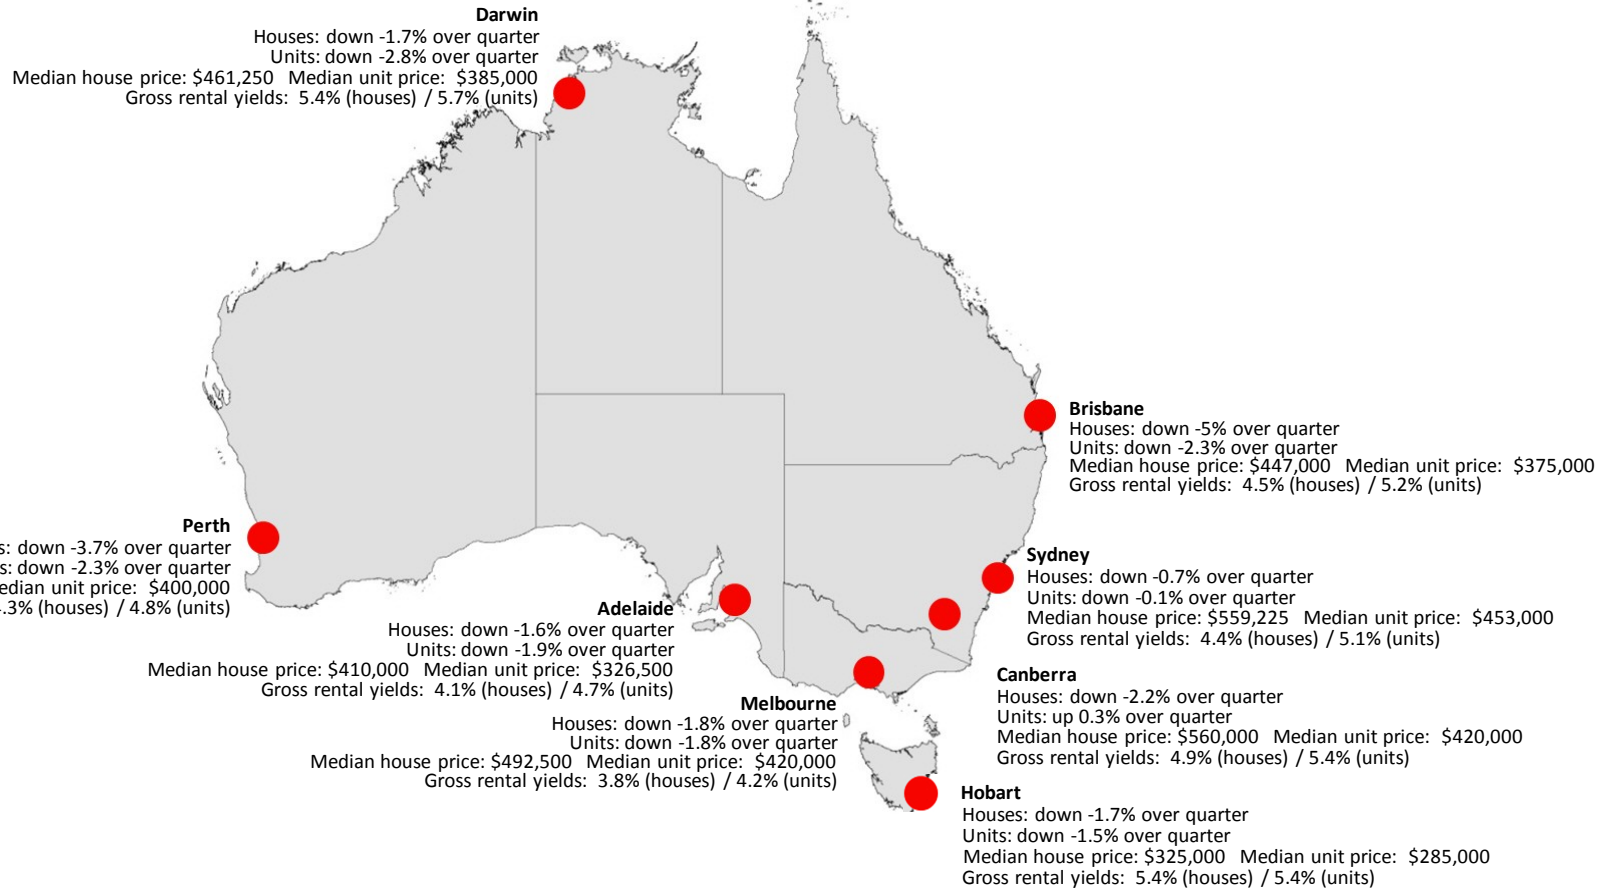 Darwin
Houses: down -1.7% over quarter
Units: down -2.8% over quarter
Median house price: $461,250 Median unit price: $385,000
Gross rental yields: 5.4% (houses) / 5.7% (units)
Brisbane
Houses: down -5% over quarter
Units: down -2.3% over quarter
Median house price: $447,000 Median unit price: $375,000
Gross rental yields: 4.5% (houses) / 5.2% (units)
Perth
down -3.7% over quarter
down -2.3% over quarter
unit price: $400,000
(houses) / 4.8% (units)
Sydney
Houses: down -0.7% over quarter
Units: down -0.1% over quarter
Median house price: $559,225 Median unit price: $453,000
Gross rental yields: 4.4% (houses) / 5.1% (units)
Adelaide
Houses: down -1.6% over quarter
Units: down -1.9% over quarter
Median house price: $410,000 Median unit price: $326,500
Gross rental yields: 4.1% (houses) / 4.7% (units)
Canberra
Houses: down -2.2% over quarter
Units: up 0.3% over quarter
Median house price: $560,000 Median unit price: $420,000
Gross rental yields: 4.9% (houses) / 5.4% (units)
Melbourne
Houses: down -1.8% over quarter
Units: down -1.8% over quarter
Median house price: $492,500 Median unit price: $420,000
Gross rental yields: 3.8% (houses) / 4.2% (units)
Hobart
Houses: down -1.7% over quarter
Units: down -1.5% over quarter
Median house price: $325,000 Median unit price: $285,000
Gross rental yields: 5.4% (houses) / 5.4% (units)